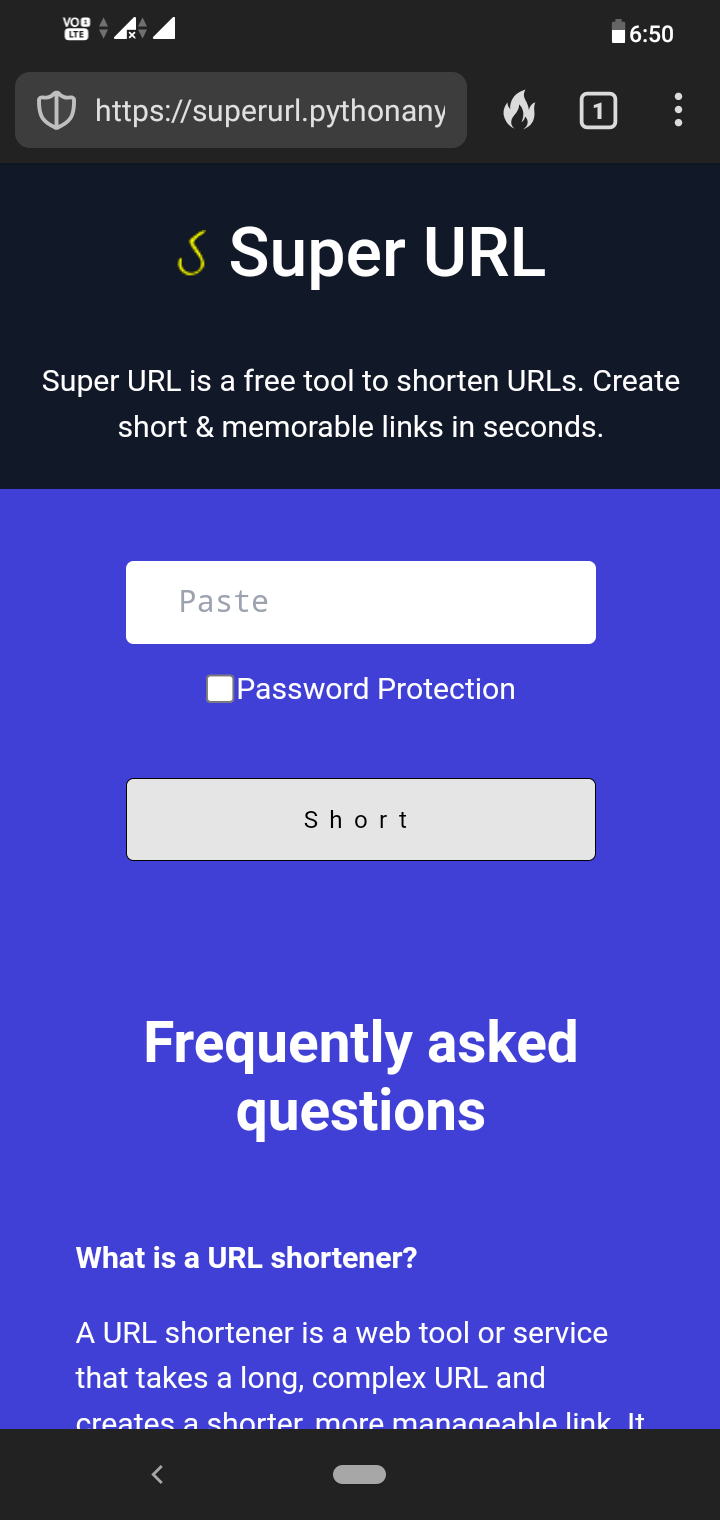 VO 1
LTE
6:50
https://superurl.pythonany
1
Super URL
Super URL is a free tool to shorten URLs. Create
short & memorable links in seconds.
Paste
Password Protection
Short
Frequently asked
questions
What is a URL shortener?
A URL shortener is a web tool or service
that takes a long, complex URL and
creates a shorter, more manageable link. It